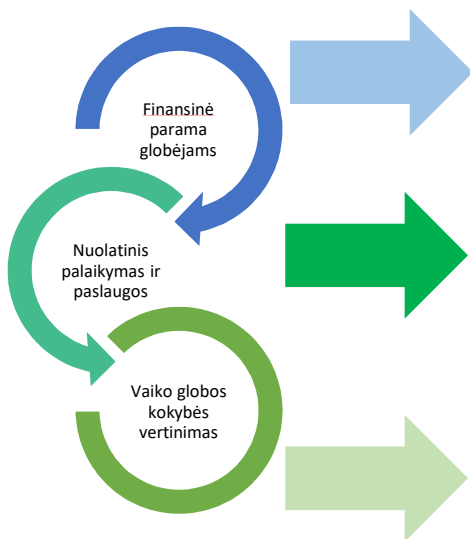 Finansinė
parama
globėjams
Nuolatinis
palaikymas ir
paslaugos
Vaiko globos
kokybės
vertinimas